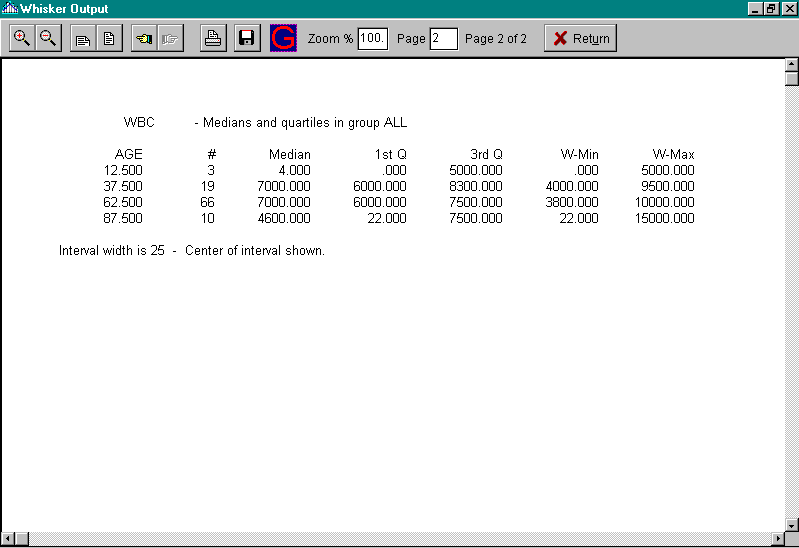 Whisker Output
G Zoom % 100. Page 2 Page 2 of 2 Return
WBC - Medians and quartiles in group ALL
AGE # Median 1st Q 3rd Q W-Min W-Max
12.500 3 4.000 .000 5000.000 .000 5000.000
37.500 19 7000.000 6000.000 8300.000 4000.000 9500.000
62.500 66 7000.000 6000.000 7500.000 3800.000 10000.000
87.500 10 4600.000 22.000 7500.000 22.000 15000.000
Interval width is 25 - Center of interval shown.